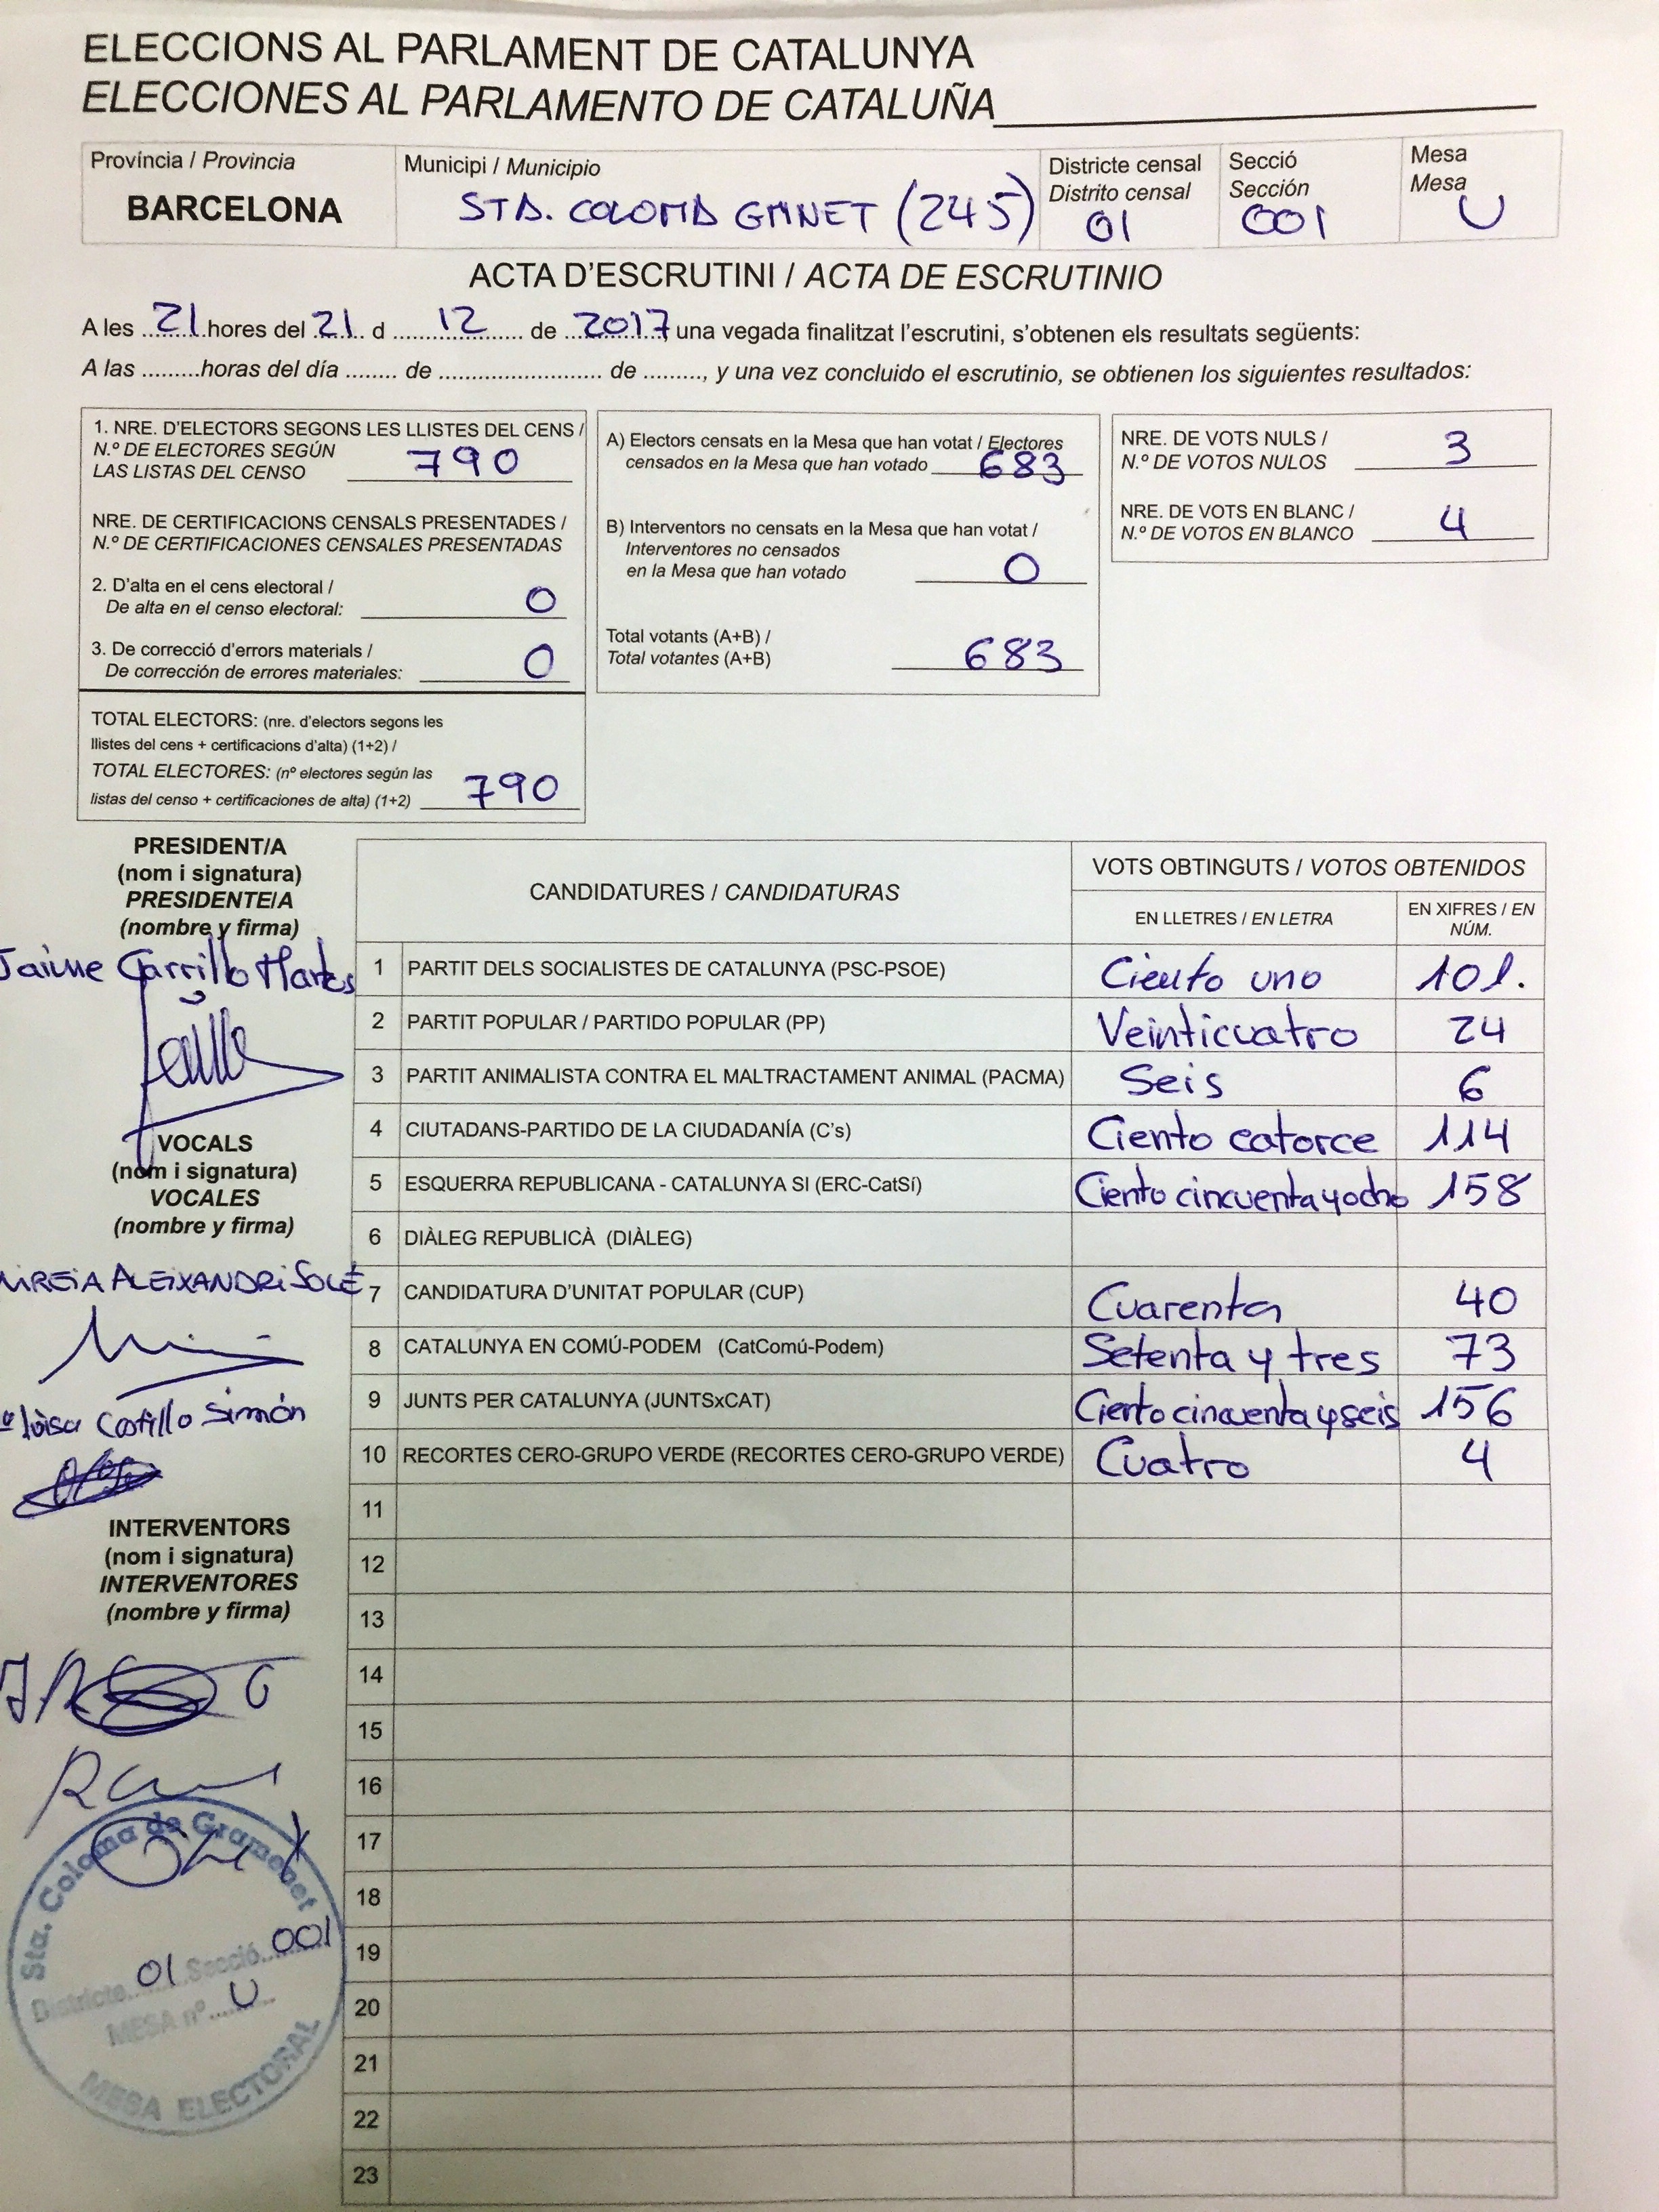 ELECCIONS AL PARLAMENT DE CATALUNYA
ELECCIONES AL PARLAMENTO DE CATALUÑA
Província / Provincia
BARCELONA
Municipi / Municipio
STA. COLOMA GMNET (245)
Districte censal
Distrito censal
01
Secció
Sección
001
Mesa
Mesa
U
ACTA D'ESCRUTINI / ACTA DE ESCRUTINIO
A les ..21..hores del 21.. d ........12........ de ..2017.. una vegada finalitzat l'escrutini, s'obtenen els resultats següents:
A las .........horas del día ........ de ......................... de ........., y una vez concluido el escrutinio, se obtienen los siguientes resultados:
1. NRE. D'ELECTORS SEGONS LES LLISTES DEL CENS /
N.º DE ELECTORES SEGÚN
LAS LISTAS DEL CENSO 790
NRE. DE CERTIFICACIONS CENSALS PRESENTADES /
N.º DE CERTIFICACIONES CENSALES PRESENTADAS
2. D'alta en el cens electoral /
De alta en el censo electoral: 0
3. De correcció d'errors materials /
De corrección de errores materiales: 0
TOTAL ELECTORS: (nre. d'electors segons les
llistes del cens + certificacions d'alta) (1+2) /
TOTAL ELECTORES: (nº electores según las
listas del censo + certificaciones de alta) (1+2) 790
A) Electors censats en la Mesa que han votat / Electores
censados en la Mesa que han votado 683
B) Interventors no censats en la Mesa que han votat /
Interventores no censados
en la Mesa que han votado 0
Total votants (A+B) /
Total votantes (A+B) 683
NRE. DE VOTS NULS /
N.º DE VOTOS NULOS 3
NRE. DE VOTS EN BLANC /
N.º DE VOTOS EN BLANCO 4
PRESIDENT/A
(nom i signatura)
PRESIDENTE/A
(nombre y firma)
Jaime Carrillo
VOCALS
(nom i signatura)
VOCALES
(nombre y firma)
MIREIA ALEIXANDRI SOLÉ
Castillo Simón
INTERVENTORS
(nom i signatura)
INTERVENTORES
(nombre y firma)
Sta. Coloma de Gramenet
Districte 01 Secció 001
MESA nº U
MESA ELECTORAL
CANDIDATURES / CANDIDATURAS
VOTS OBTINGUTS / VOTOS OBTENIDOS
EN LLETRES / EN LETRA
EN XIFRES / EN
NÚM.
1 PARTIT DELS SOCIALISTES DE CATALUNYA (PSC-PSOE) Ciento uno 101.
2 PARTIT POPULAR / PARTIDO POPULAR (PP) Veinticuatro 24
3 PARTIT ANIMALISTA CONTRA EL MALTRACTAMENT ANIMAL (PACMA) Seis 6
4 CIUTADANS-PARTIDO DE LA CIUDADANÍA (C's) Ciento catorce 114
5 ESQUERRA REPUBLICANA - CATALUNYA SI (ERC-CatSí) Ciento cincuenta y ocho 158
6 DIÀLEG REPUBLICÀ (DIÀLEG)
7 CANDIDATURA D'UNITAT POPULAR (CUP) Cuarenta 40
8 CATALUNYA EN COMÚ-PODEM (CatComú-Podem) Setenta y tres 73
9 JUNTS PER CATALUNYA (JUNTSxCAT) Ciento cincuenta y seis 156
10 RECORTES CERO-GRUPO VERDE (RECORTES CERO-GRUPO VERDE) Cuatro 4
11
12
13
14
15
16
17
18
19
20
21
22
23